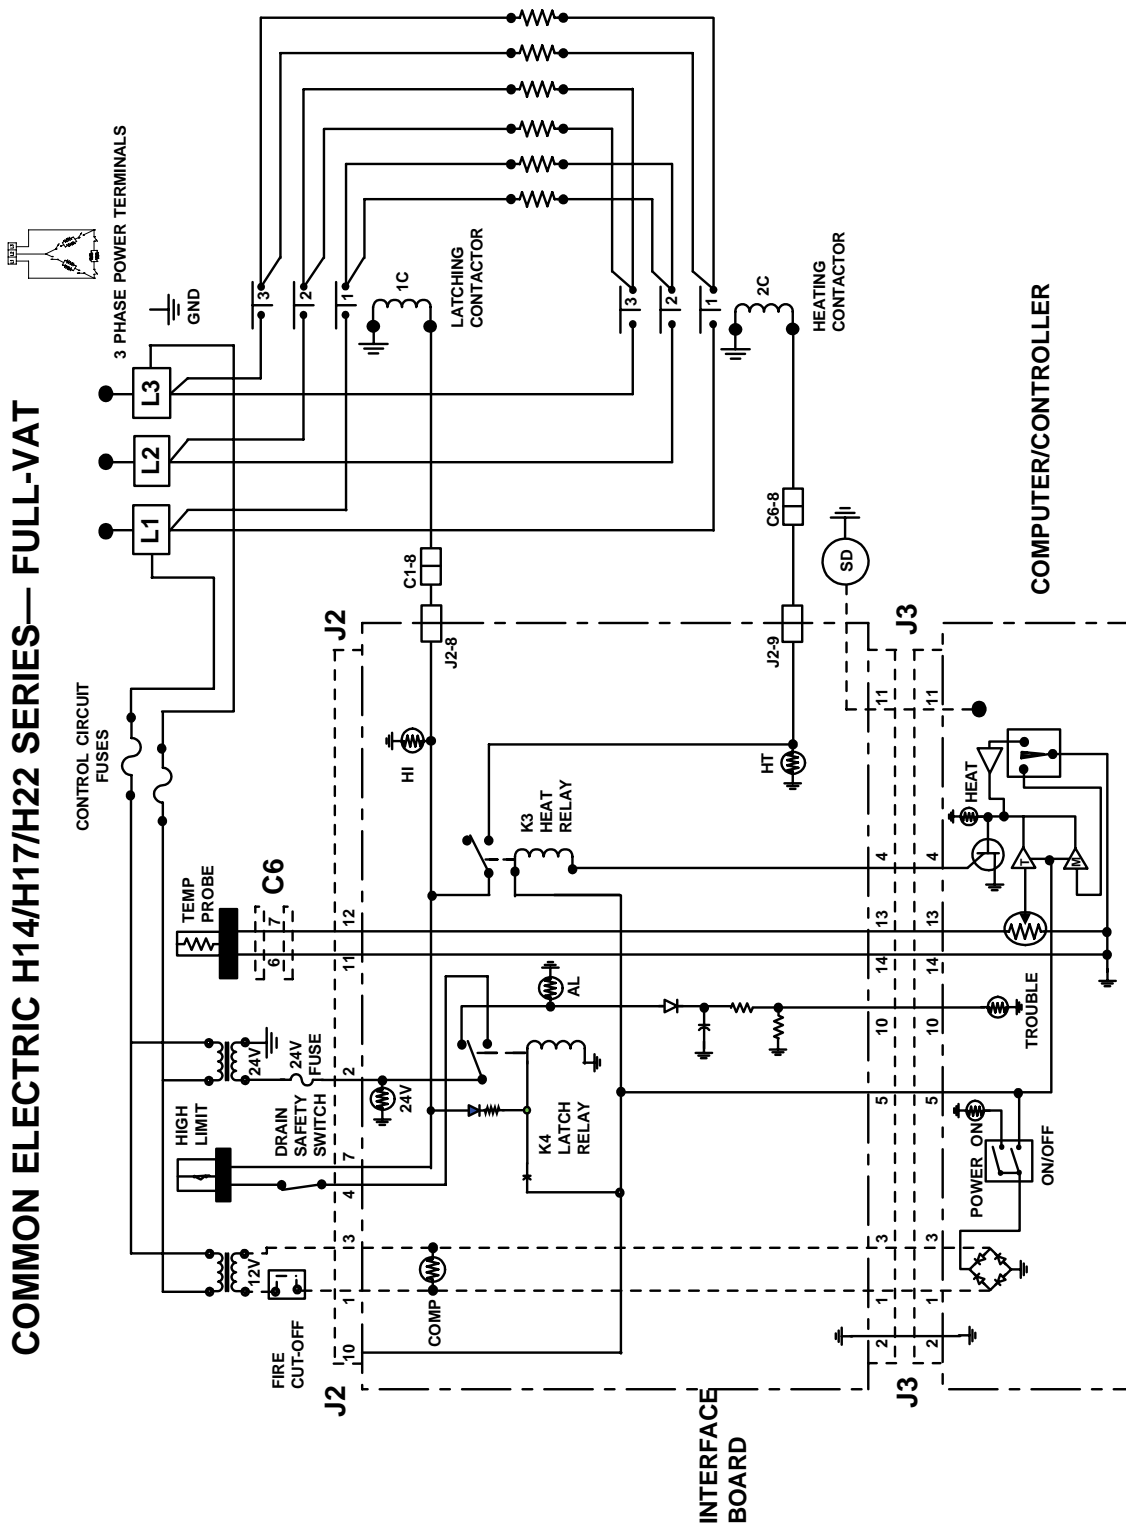 COMMON ELECTRIC H14/H17/H22 SERIES— FULL-VAT
3 PHASE POWER TERMINALS
GND
L1
L2
L3
CONTROL CIRCUIT
FUSES
3
2
1
1C
LATCHING
CONTACTOR
3
2
1
2C
HEATING
CONTACTOR
12V
FIRE
CUT-OFF
HIGH
LIMIT
DRAIN
SAFETY
SWITCH
24V
24V
FUSE
TEMP
PROBE
C6
6
7
C1-8
C6-8
SD
J2
10
1
3
4
7
2
11
12
J2
J2-8
J2-9
INTERFACE
BOARD
COMP
24V
K4
LATCH
RELAY
AL
HI
K3
HEAT
RELAY
HT
J3
2
1
3
5
10
14
13
4
11
J3
2
1
3
5
10
14
13
4
11
COMPUTER/CONTROLLER
POWER ON
ON/OFF
TROUBLE
HEAT
T
M